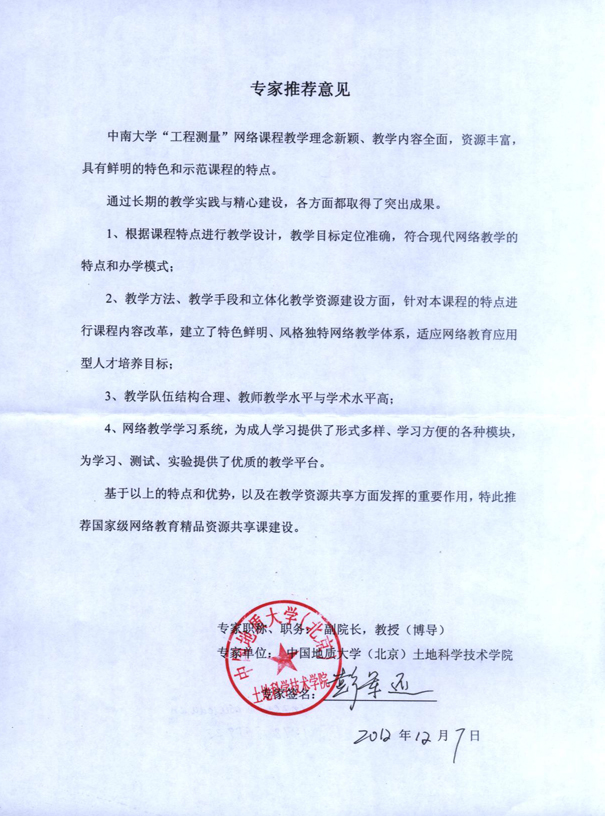 专家推荐意见
中南大学“工程测量”网络课程教学理念新颖、教学内容全面，资源丰富，
具有鲜明的特色和示范课程的特点。
通过长期的教学实践与精心建设，各方面都取得了突出成果。
1、根据课程特点进行教学设计，教学目标定位准确，符合现代网络教学的
特点和办学模式；
2、教学方法、教学手段和立体化教学资源建设方面，针对本课程的特点进
行课程内容改革，建立了特色鲜明、风格独特网络教学体系，适应网络教育应用
型人才培养目标；
3、教学队伍结构合理、教师教学水平与学术水平高；
4、网络教学学习系统，为成人学习提供了形式多样、学习方便的各种模块，
为学习、测试、实验提供了优质的教学平台。
基于以上的特点和优势，以及在教学资源共享方面发挥的重要作用，特此推
荐国家级网络教育精品资源共享课建设。
中国地质大学（北京）
专家职称、职务：副院长，教授（博导）
专家单位：中国地质大学（北京）土地科学技术学院
土地科学技术学院
专家签名：彭军还
2012年12月7日